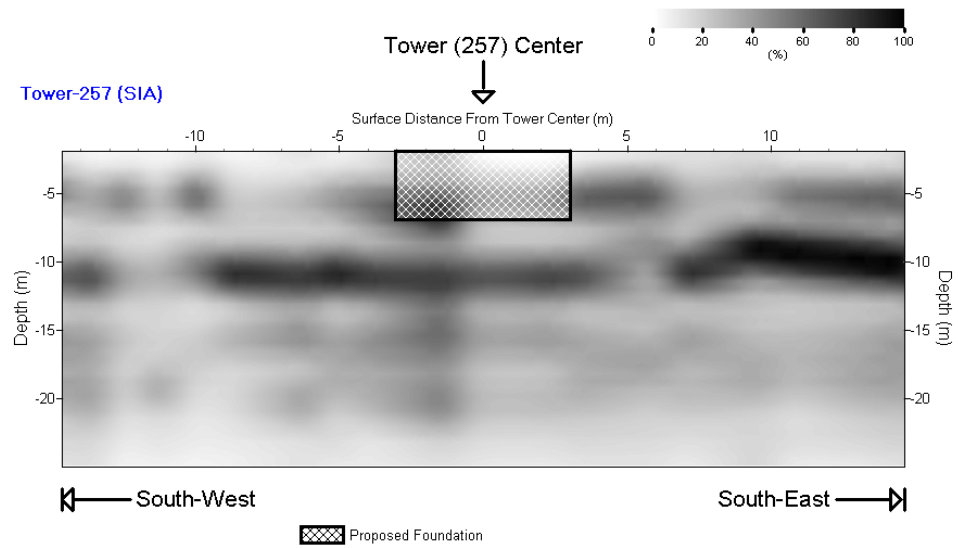 0 20 40 60 80 100
(%)
Tower (257) Center
Tower-257 (SIA)
Surface Distance From Tower Center (m)
-10 -5 0 5 10
-5 -5
-10 -10
-15 -15
-20 -20
Depth (m)
Depth (m)
South-West
South-East
Proposed Foundation